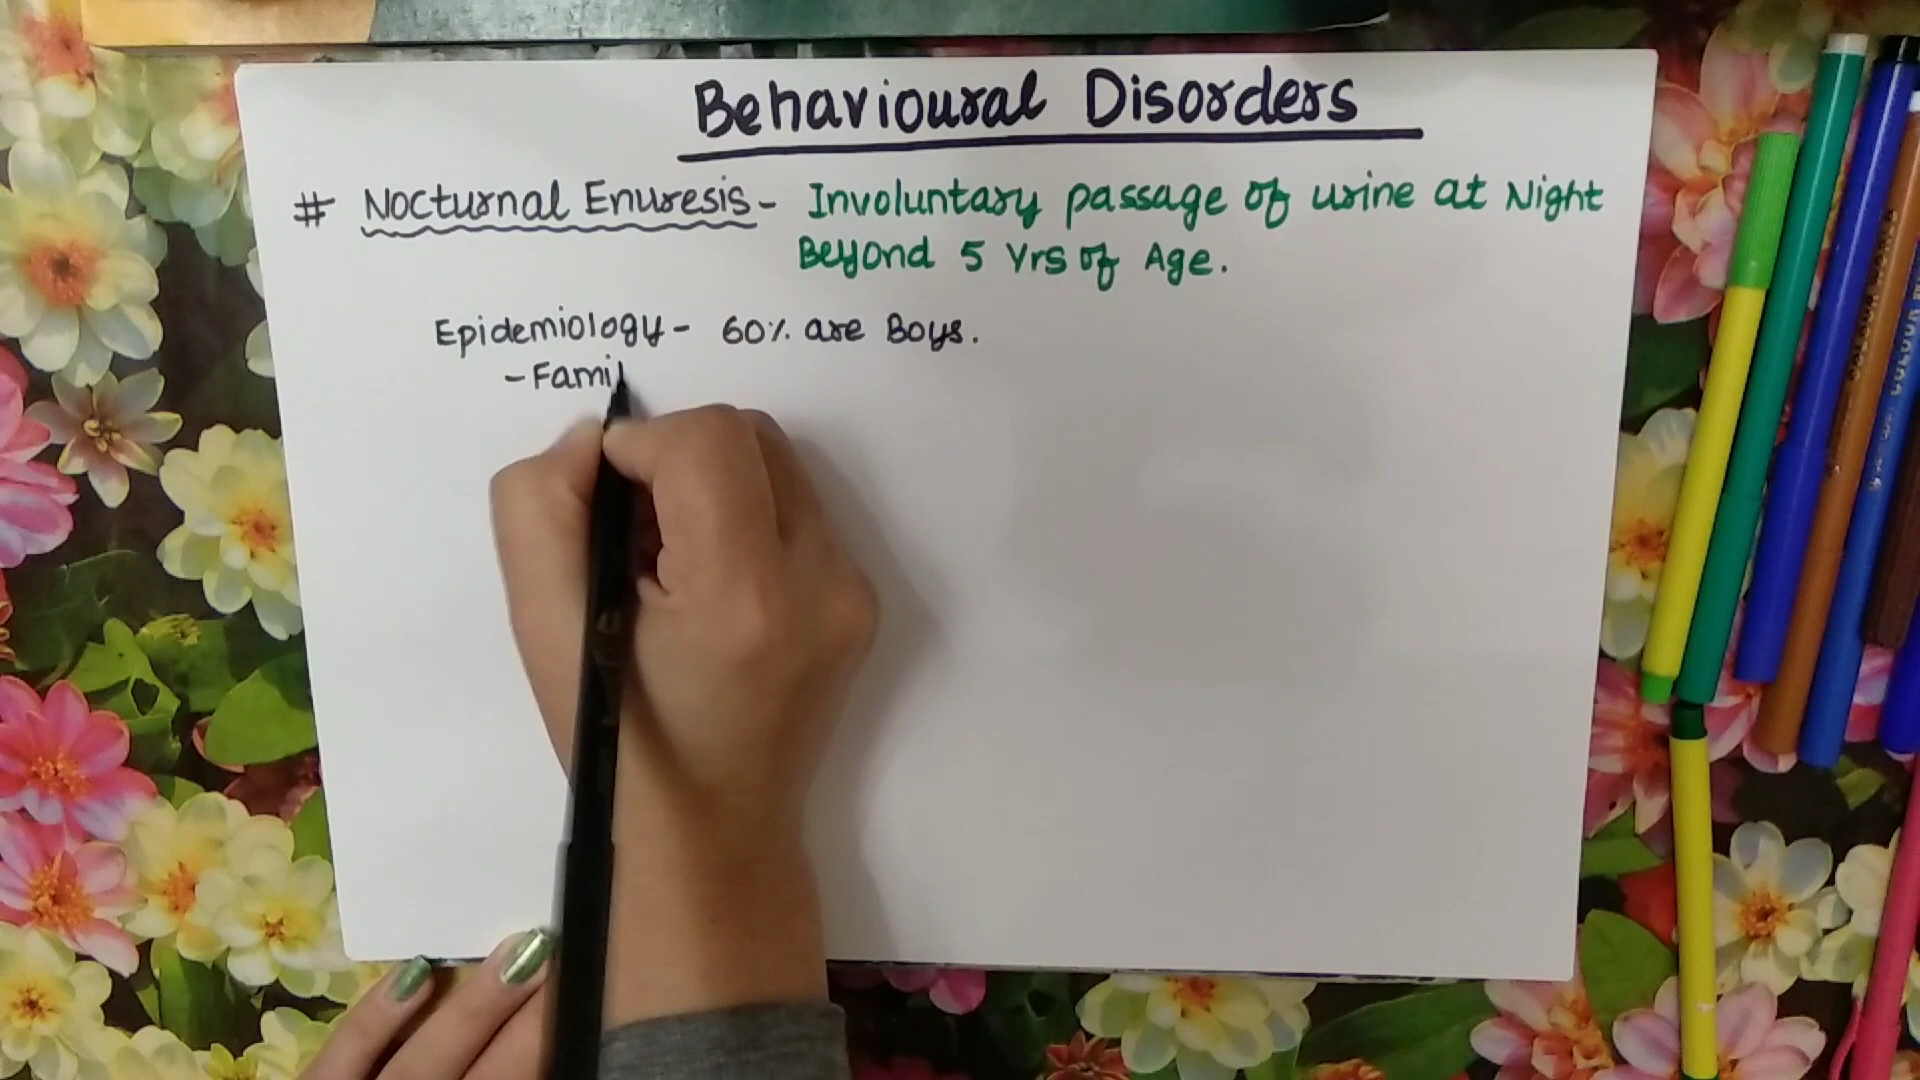 Behavioural Disorders
# Nocturnal Enuresis - Involuntary passage of urine at Night
Beyond 5 Yrs of Age.
Epidemiology - 60% are Boys.
- Famil